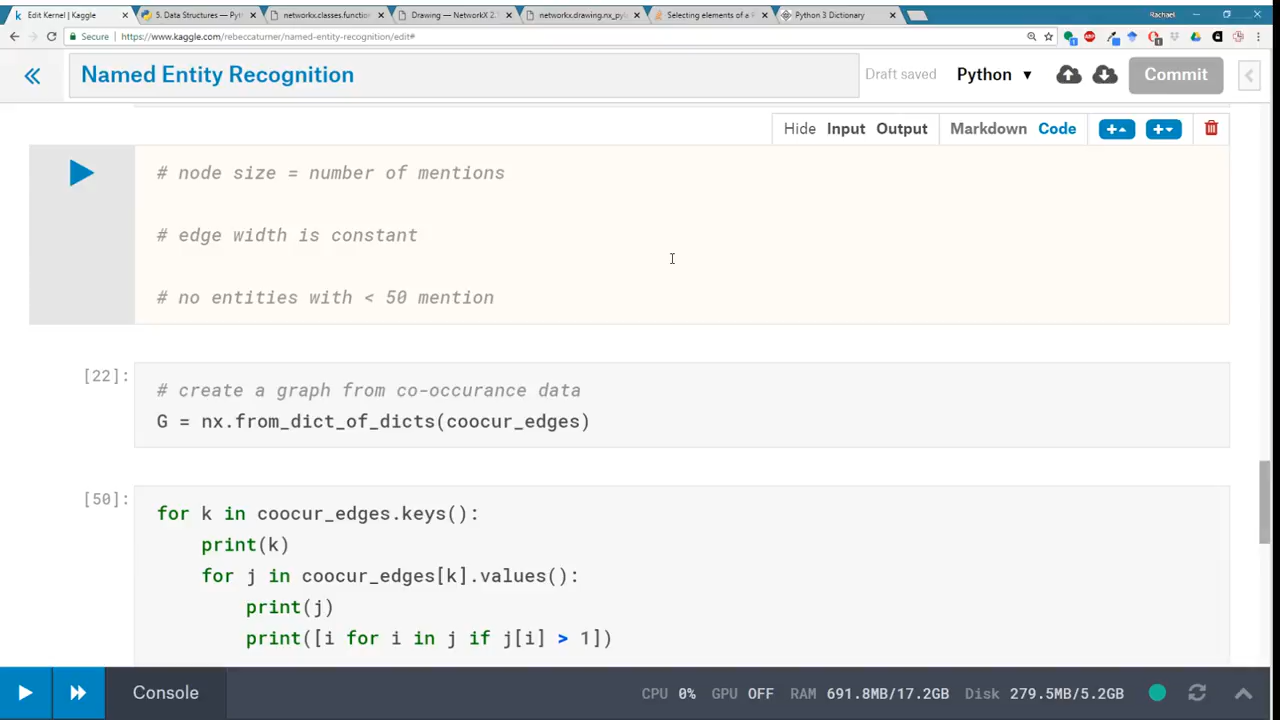 Edit Kernel | Kaggle
5. Data Structures — Pyth
networkx.classes.function
Drawing — NetworkX 2.
networkx.drawing.nx_pyl
Selecting elements of a P
Python 3 Dictionary
Rachael
Secure | https://www.kaggle.com/rebeccaturner/named-entity-recognition/edit#
Named Entity Recognition
Draft saved
Python
Commit
Hide Input Output Markdown Code
# node size = number of mentions
# edge width is constant
# no entities with < 50 mention
[22]:
# create a graph from co-occurance data
G = nx.from_dict_of_dicts(coocur_edges)
[50]:
for k in coocur_edges.keys():
    print(k)
    for j in coocur_edges[k].values():
        print(j)
        print([i for i in j if j[i] > 1])
Console
CPU 0% GPU OFF RAM 691.8MB/17.2GB Disk 279.5MB/5.2GB